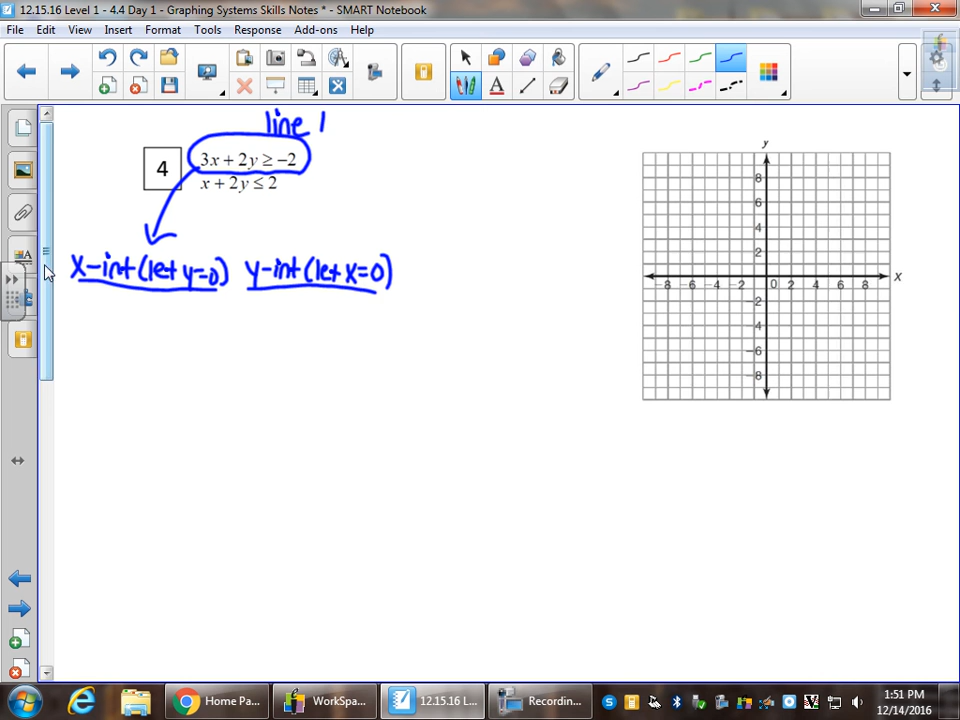 12.15.16 Level 1 - 4.4 Day 1 - Graphing Systems Skills Notes * - SMART Notebook
File Edit View Insert Format Tools Response Add-ons Help
line 1
4
3x + 2y ≥ −2
x + 2y ≤ 2
x-int (let y=0) y-int (let x=0)
y
8
6
4
2
x
−8 −6 −4 −2 0 2 4 6 8
−2
−4
−6
−8
Home Pa... WorkSpa... 12.15.16 L... Recordin...
1:51 PM
12/14/2016